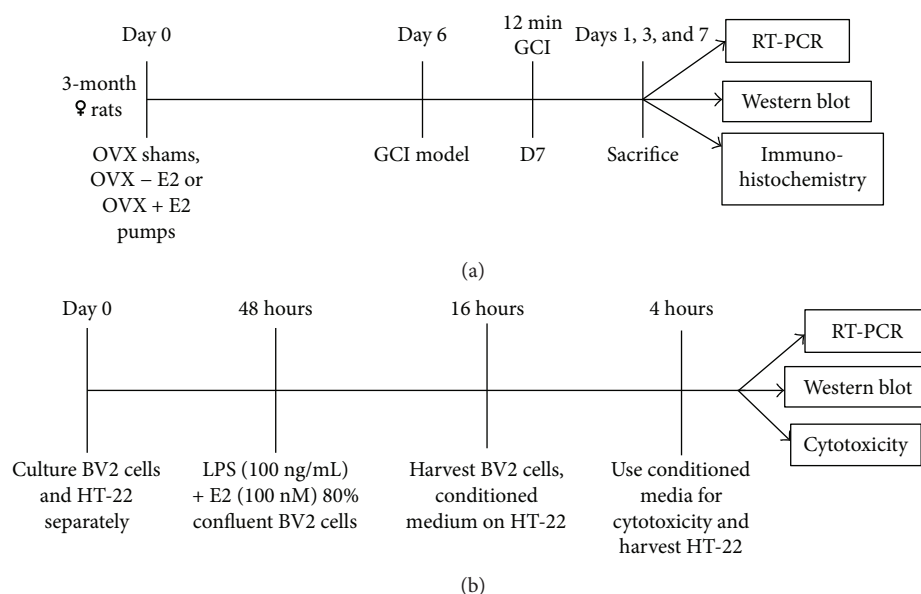 Day 0
Day 6
12 min
GCI
Days 1, 3, and 7
RT-PCR
3-month
♀ rats
Western blot
OVX shams,
OVX − E2 or
OVX + E2
pumps
GCI model
D7
Sacrifice
Immuno-
histochemistry
(a)
Day 0
48 hours
16 hours
4 hours
RT-PCR
Western blot
Cytotoxicity
Culture BV2 cells
and HT-22
separately
LPS (100 ng/mL)
+ E2 (100 nM) 80%
confluent BV2 cells
Harvest BV2 cells,
conditioned
medium on HT-22
Use conditioned
media for
cytotoxicity and
harvest HT-22
(b)